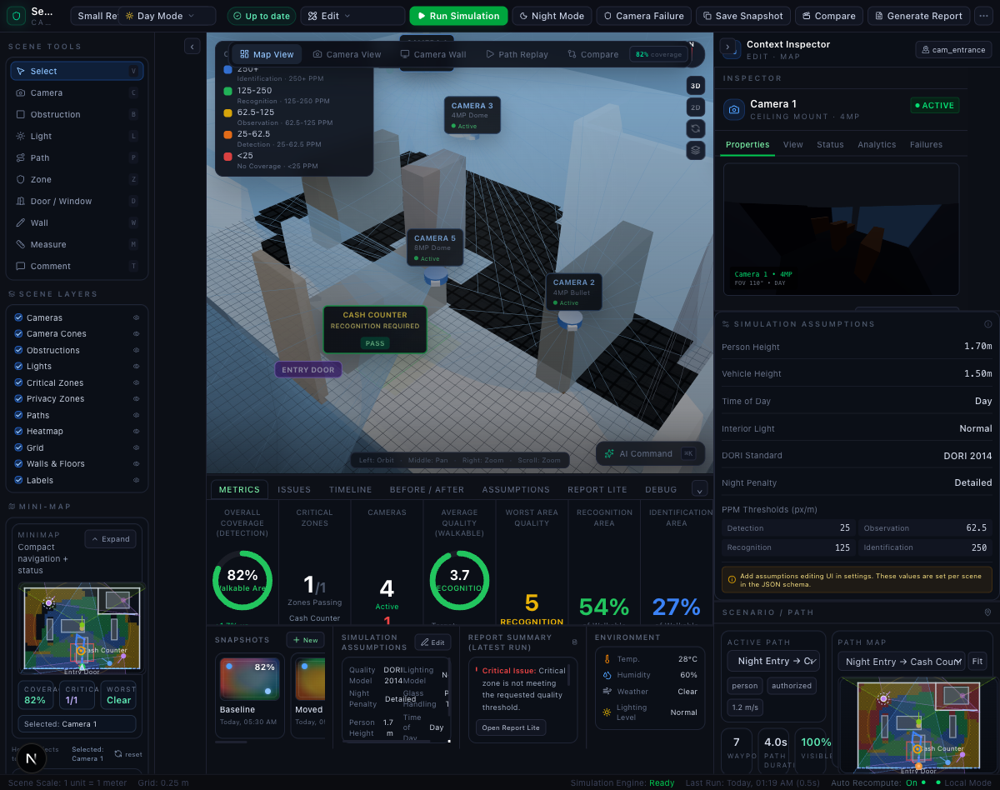 Se...
CA...
Small Re
Day Mode
Up to date
Edit
Run Simulation
Night Mode
Camera Failure
Save Snapshot
Compare
Generate Report
SCENE TOOLS
Select V
Camera C
Obstruction B
Light L
Path P
Zone Z
Door / Window D
Wall W
Measure M
Comment T
SCENE LAYERS
Cameras
Camera Cones
Obstructions
Lights
Critical Zones
Privacy Zones
Paths
Heatmap
Grid
Walls & Floors
Labels
MINI-MAP
MINIMAP
Compact
navigation +
status
Expand
Cash Counter
Entry Door
COVERA
82%
CRITICA
1/1
WORST
Clear
Selected: Camera 1
Selected:
Camera 1
reset
N
Map View
Camera View
Camera Wall
Path Replay
Compare
82% coverage
N
250+
Identification · 250+ PPM
125-250
Recognition · 125-250 PPM
62.5-125
Observation · 62.5-125 PPM
25-62.5
Detection · 25-62.5 PPM
<25
No Coverage · <25 PPM
3D
2D
CAMERA 3
4MP Dome
Active
CAMERA 5
8MP Dome
Active
CAMERA 2
4MP Bullet
Active
CASH COUNTER
RECOGNITION REQUIRED
PASS
ENTRY DOOR
Left: Orbit · Middle: Pan · Right: Zoom · Scroll: Zoom
AI Command ⌘K
METRICS
ISSUES
TIMELINE
BEFORE / AFTER
ASSUMPTIONS
REPORT LITE
DEBUG
OVERALL
COVERAGE
(DETECTION)
82%
Walkable Are
CRITICAL
ZONES
1/1
Zones Passing
Cash Counter
CAMERAS
4
Active
1
AVERAGE
QUALITY
(WALKABLE)
3.7
ECOGNITIO
WORST AREA
QUALITY
5
RECOGNITION
RECOGNITION
AREA
54%
of Walkable
IDENTIFICATION
AREA
27%
of Walkable
SNAPSHOTS
+ New
82%
Baseline
Today, 05:30 AM
Moved
Today, 05
SIMULATION
ASSUMPTIONS
Edit
Quality
Model
DORI
2014
Lighting
Model
N
Night
Penalty
Detailed
Glass
Handling
P
T
Person
Height
1.7
m
Time
of
Day
Day
REPORT SUMMARY
(LATEST RUN)
Critical Issue: Critical
zone is not meeting
the requested quality
threshold.
Open Report Lite
ENVIRONMENT
Temp. 28°C
Humidity 60%
Weather Clear
Lighting
Level
Normal
Context Inspector
EDIT · MAP
cam_entrance
INSPECTOR
Camera 1
CEILING MOUNT · 4MP
ACTIVE
Properties
View
Status
Analytics
Failures
Camera 1 • 4MP
FOV 110° • DAY
SIMULATION ASSUMPTIONS
Person Height 1.70m
Vehicle Height 1.50m
Time of Day Day
Interior Light Normal
DORI Standard DORI 2014
Night Penalty Detailed
PPM Thresholds (px/m)
Detection 25
Observation 62.5
Recognition 125
Identification 250
Add assumptions editing UI in settings. These values are set per scene
in the JSON schema.
SCENARIO / PATH
ACTIVE PATH
Night Entry → C
person
authorized
1.2 m/s
7
WAYPO
4.0s
PATH
DURATI
100%
VISIBLE
PATH MAP
Night Entry → Cash Coun
Fit
Cash Counter
Entry Door
Scene Scale: 1 unit = 1 meter
Grid: 0.25 m
Simulation Engine: Ready
Last Run: Today, 01:19 AM (0.5s)
Auto Recompute: On
Local Mode